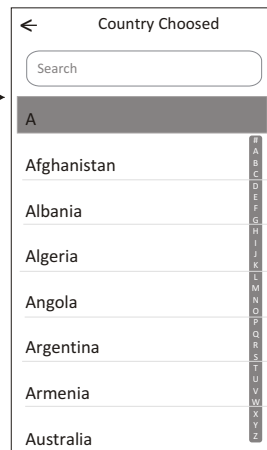 Country Choosed
Search
A
Afghanistan
Albania
Algeria
Angola
Argentina
Armenia
Australia
#
A
B
C
D
E
F
G
H
I
J
K
L
M
N
O
P
Q
R
S
T
U
V
W
X
Y
Z